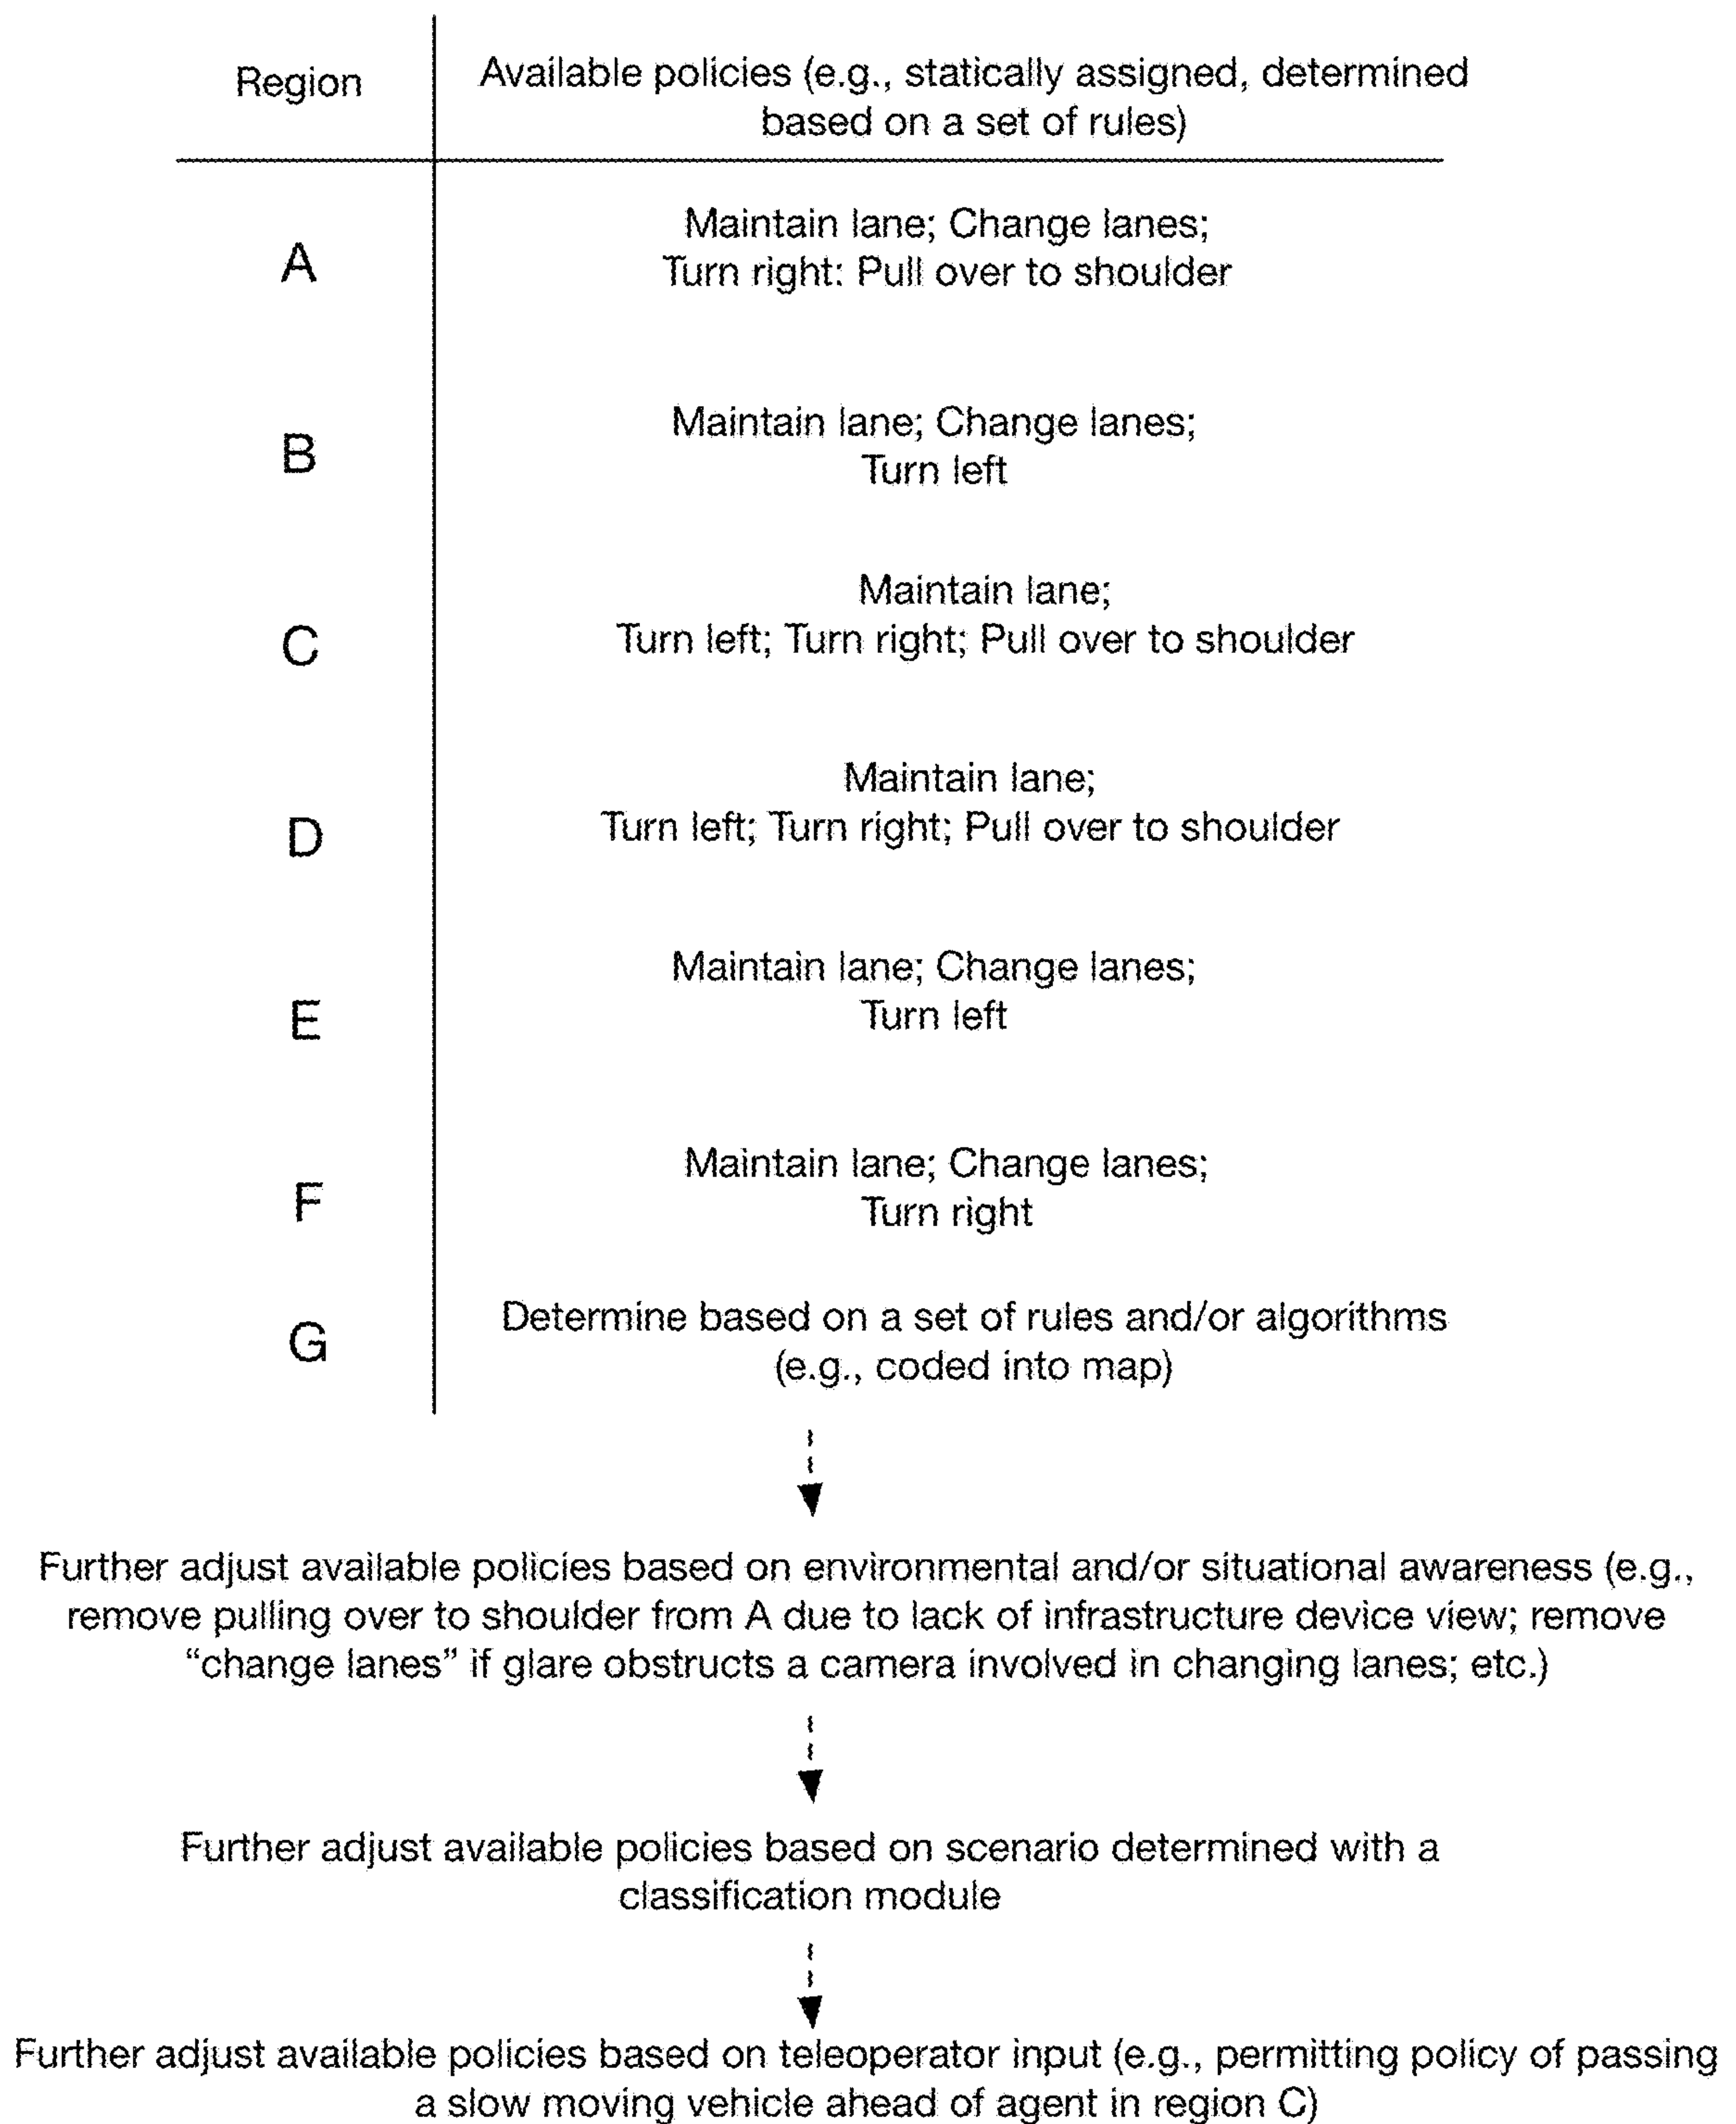 Region
Available policies (e.g., statically assigned, determined
based on a set of rules)
A
Maintain lane; Change lanes;
Turn right: Pull over to shoulder
B
Maintain lane; Change lanes;
Turn left
C
Maintain lane;
Turn left; Turn right; Pull over to shoulder
D
Maintain lane;
Turn left; Turn right; Pull over to shoulder
E
Maintain lane; Change lanes;
Turn left
F
Maintain lane; Change lanes;
Turn right
G
Determine based on a set of rules and/or algorithms
(e.g., coded into map)
Further adjust available policies based on environmental and/or situational awareness (e.g.,
remove pulling over to shoulder from A due to lack of infrastructure device view; remove
“change lanes” if glare obstructs a camera involved in changing lanes; etc.)
Further adjust available policies based on scenario determined with a
classification module
Further adjust available policies based on teleoperator input (e.g., permitting policy of passing
a slow moving vehicle ahead of agent in region C)